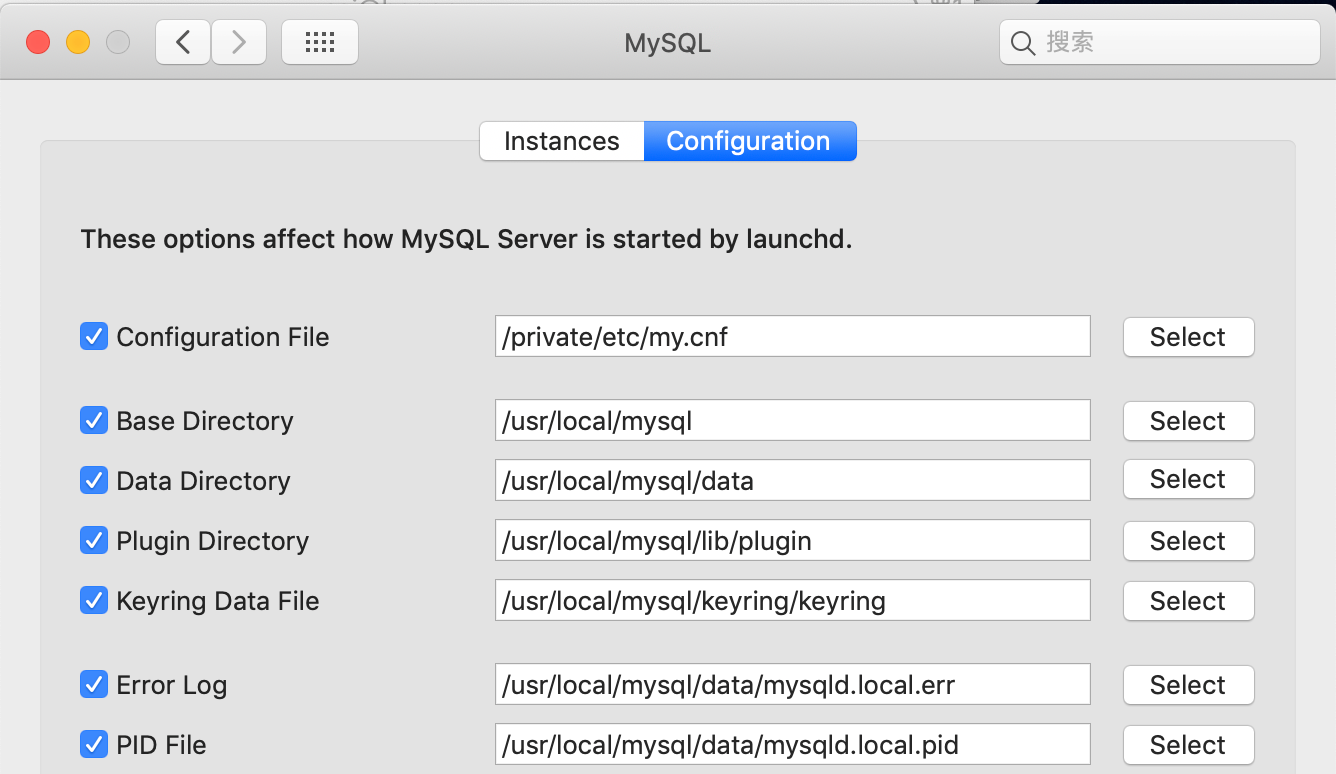 MySQL
搜索
Instances Configuration
These options affect how MySQL Server is started by launchd.
Configuration File /private/etc/my.cnf Select
Base Directory /usr/local/mysql Select
Data Directory /usr/local/mysql/data Select
Plugin Directory /usr/local/mysql/lib/plugin Select
Keyring Data File /usr/local/mysql/keyring/keyring Select
Error Log /usr/local/mysql/data/mysqld.local.err Select
PID File /usr/local/mysql/data/mysqld.local.pid Select